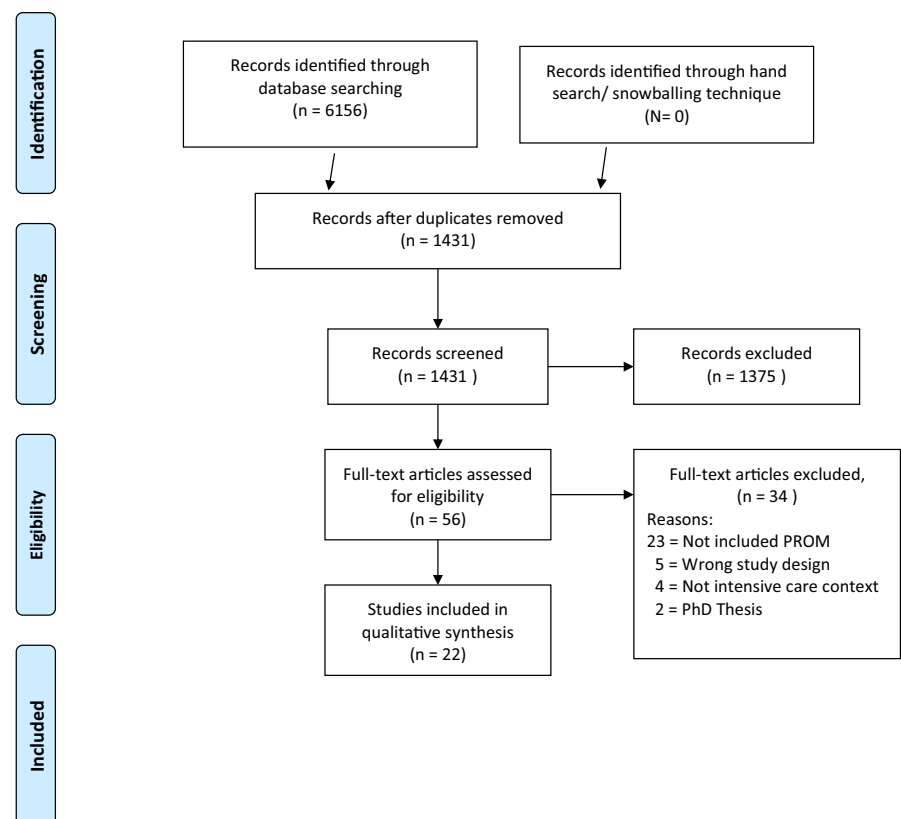 Identification
Records identified through
database searching
(n = 6156)
Records identified through hand
search/ snowballing technique
(N= 0)
Records after duplicates removed
(n = 1431)
Screening
Records screened
(n = 1431 )
Records excluded
(n = 1375 )
Eligibility
Full-text articles assessed
for eligibility
(n = 56)
Full-text articles excluded,
(n = 34 )
Reasons:
23 = Not included PROM
5 = Wrong study design
4 = Not intensive care context
2 = PhD Thesis
Studies included in
qualitative synthesis
(n = 22)
Included